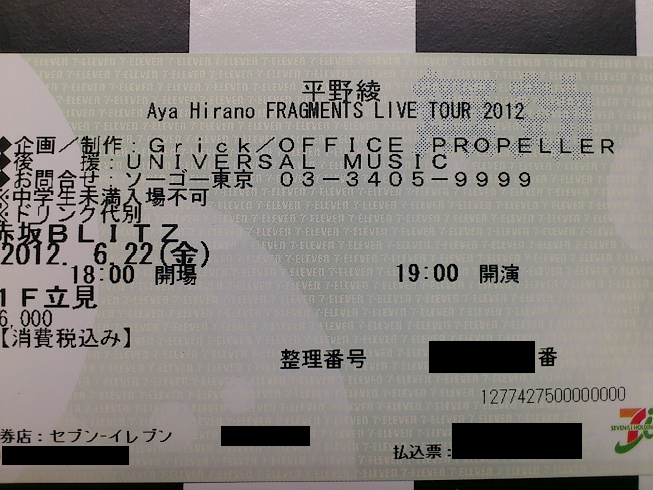 平野綾
Aya Hirano FRAGMENTS LIVE TOUR 2012
◆企画／制作：Grick／OFFICE PROPELLER
◆後　援：UNIVERSAL MUSIC
◆お問合せ：ソーゴー東京　03－3405－9999
※中学生未満入場不可
※ドリンク代別
赤坂BLITZ
2012. 6.22(金)
18:00 開場 19:00 開演
1F立見
6,000
【消費税込み】
整理番号 番
1277427500000000
券店：セブン-イレブン
払込票：
SEVEN&I HOLDINGS